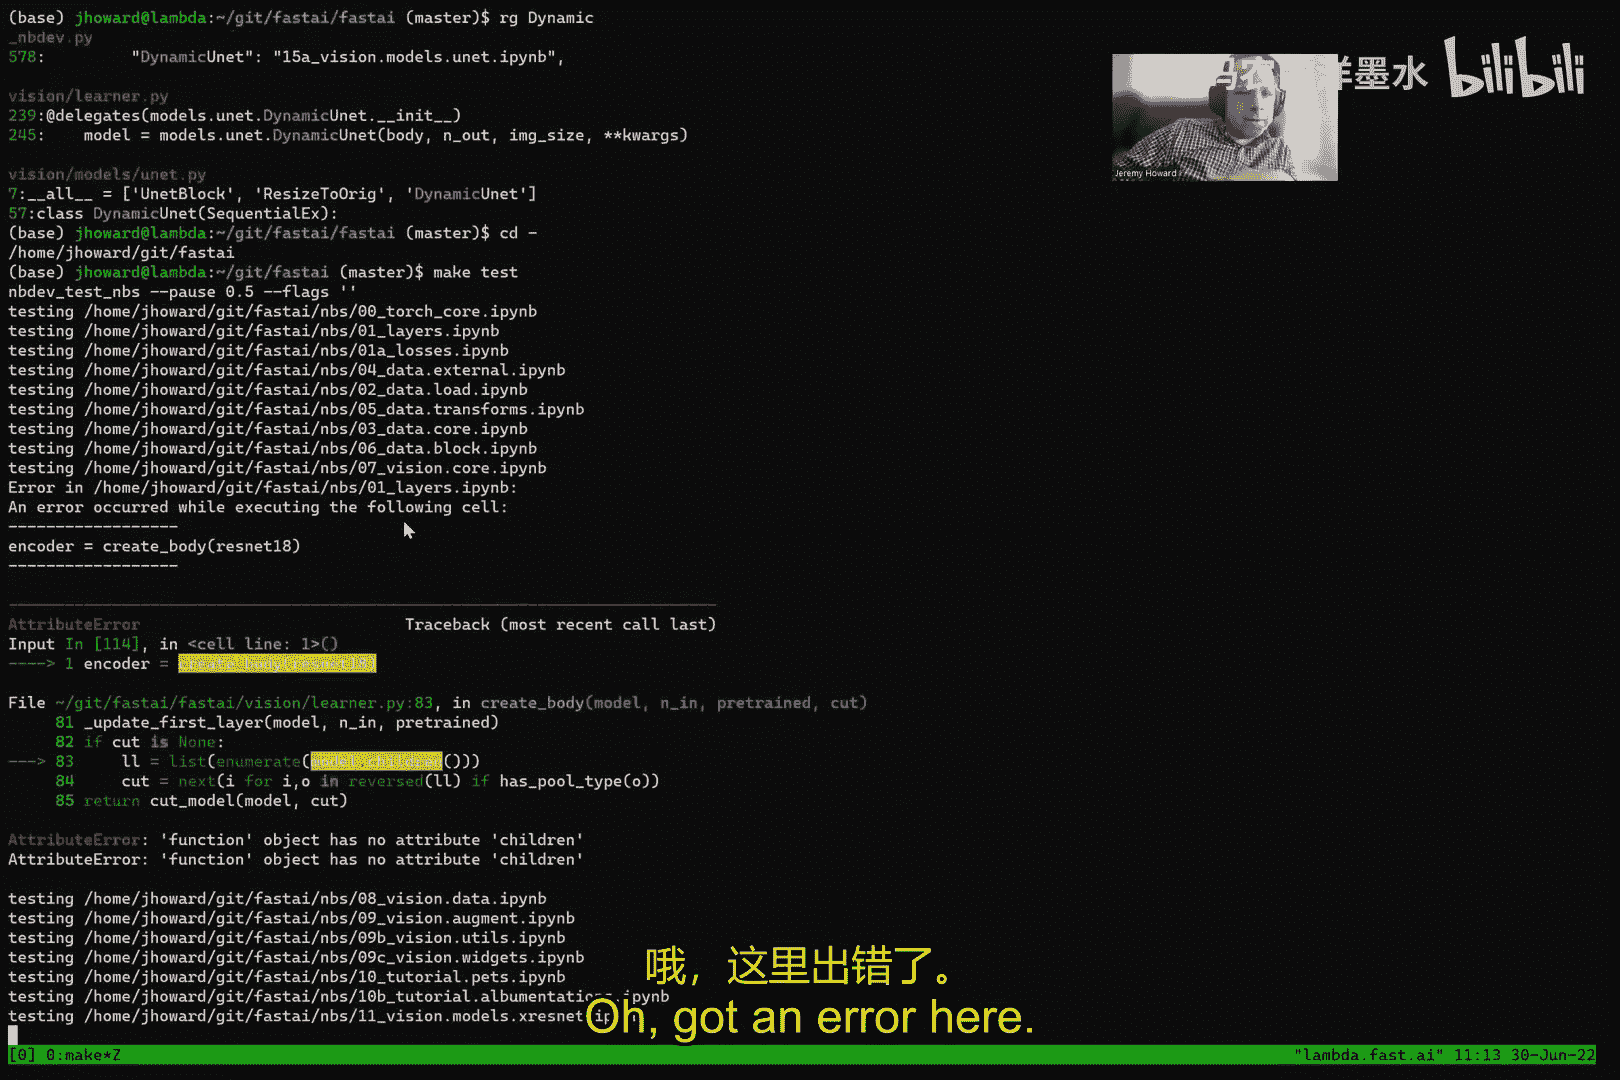 (base) jhoward@lambda:~/git/fastai/fastai (master)$ rg Dynamic
_nbdev.py
578:         "DynamicUnet": "15a_vision.models.unet.ipynb",
vision/learner.py
239:@delegates(models.unet.DynamicUnet.__init__)
245:    model = models.unet.DynamicUnet(body, n_out, img_size, **kwargs)
vision/models/unet.py
7:__all__ = ['UnetBlock', 'ResizeToOrig', 'DynamicUnet']
57:class DynamicUnet(SequentialEx):
(base) jhoward@lambda:~/git/fastai/fastai (master)$ cd -
/home/jhoward/git/fastai
(base) jhoward@lambda:~/git/fastai (master)$ make test
nbdev_test_nbs --pause 0.5 --flags ''
testing /home/jhoward/git/fastai/nbs/00_torch_core.ipynb
testing /home/jhoward/git/fastai/nbs/01_layers.ipynb
testing /home/jhoward/git/fastai/nbs/01a_losses.ipynb
testing /home/jhoward/git/fastai/nbs/04_data.external.ipynb
testing /home/jhoward/git/fastai/nbs/02_data.load.ipynb
testing /home/jhoward/git/fastai/nbs/05_data.transforms.ipynb
testing /home/jhoward/git/fastai/nbs/03_data.core.ipynb
testing /home/jhoward/git/fastai/nbs/06_data.block.ipynb
testing /home/jhoward/git/fastai/nbs/07_vision.core.ipynb
Error in /home/jhoward/git/fastai/nbs/01_layers.ipynb:
An error occurred while executing the following cell:
------------------
encoder = create_body(resnet18)
------------------
AttributeError                            Traceback (most recent call last)
Input In [114], in <cell line: 1>()
----> 1 encoder = create_body(resnet18)
File ~/git/fastai/fastai/vision/learner.py:83, in create_body(model, n_in, pretrained, cut)
     81 _update_first_layer(model, n_in, pretrained)
     82 if cut is None:
---> 83     ll = list(enumerate(model.children()))
     84     cut = next(i for i,o in reversed(ll) if has_pool_type(o))
     85 return cut_model(model, cut)
AttributeError: 'function' object has no attribute 'children'
AttributeError: 'function' object has no attribute 'children'
testing /home/jhoward/git/fastai/nbs/08_vision.data.ipynb
testing /home/jhoward/git/fastai/nbs/09_vision.augment.ipynb
testing /home/jhoward/git/fastai/nbs/09b_vision.utils.ipynb
testing /home/jhoward/git/fastai/nbs/09c_vision.widgets.ipynb
testing /home/jhoward/git/fastai/nbs/10_tutorial.pets.ipynb
testing /home/jhoward/git/fastai/nbs/10b_tutorial.albumentations.ipynb
testing /home/jhoward/git/fastai/nbs/11_vision.models.xresnet.ip
哦，这里出错了。
Oh, got an error here.
[0] 0:make*Z
"lambda.fast.ai" 11:13 30-Jun-22
Jeremy Howard
墨水
bilibili